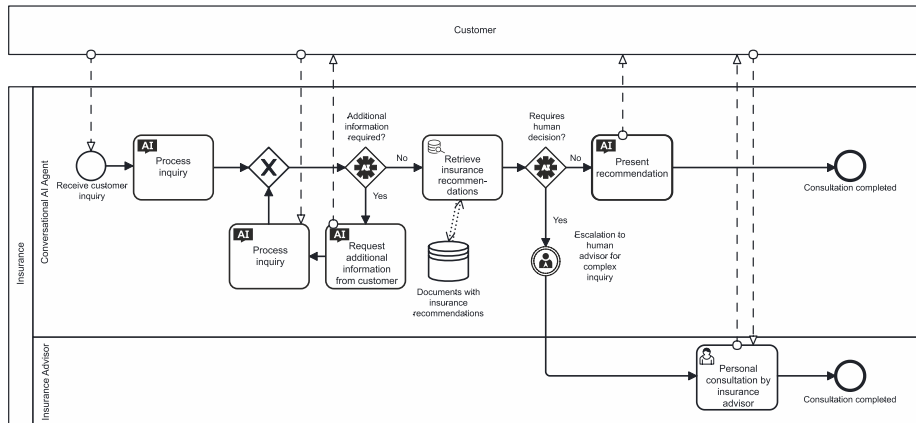 Customer
Insurance
Conversational AI Agent
Insurance Advisor
Receive customer
inquiry
AI
Process
inquiry
X
Additional
information
required?
No
Yes
AI
Process
inquiry
AI
Request
additional
information
from customer
Retrieve
insurance
recommen-
dations
Documents with
insurance
recommendations
Requires
human
decision?
No
Yes
Escalation to
human
advisor for
complex
inquiry
AI
Present
recommendation
Consultation completed
Personal
consultation by
insurance
advisor
Consultation completed